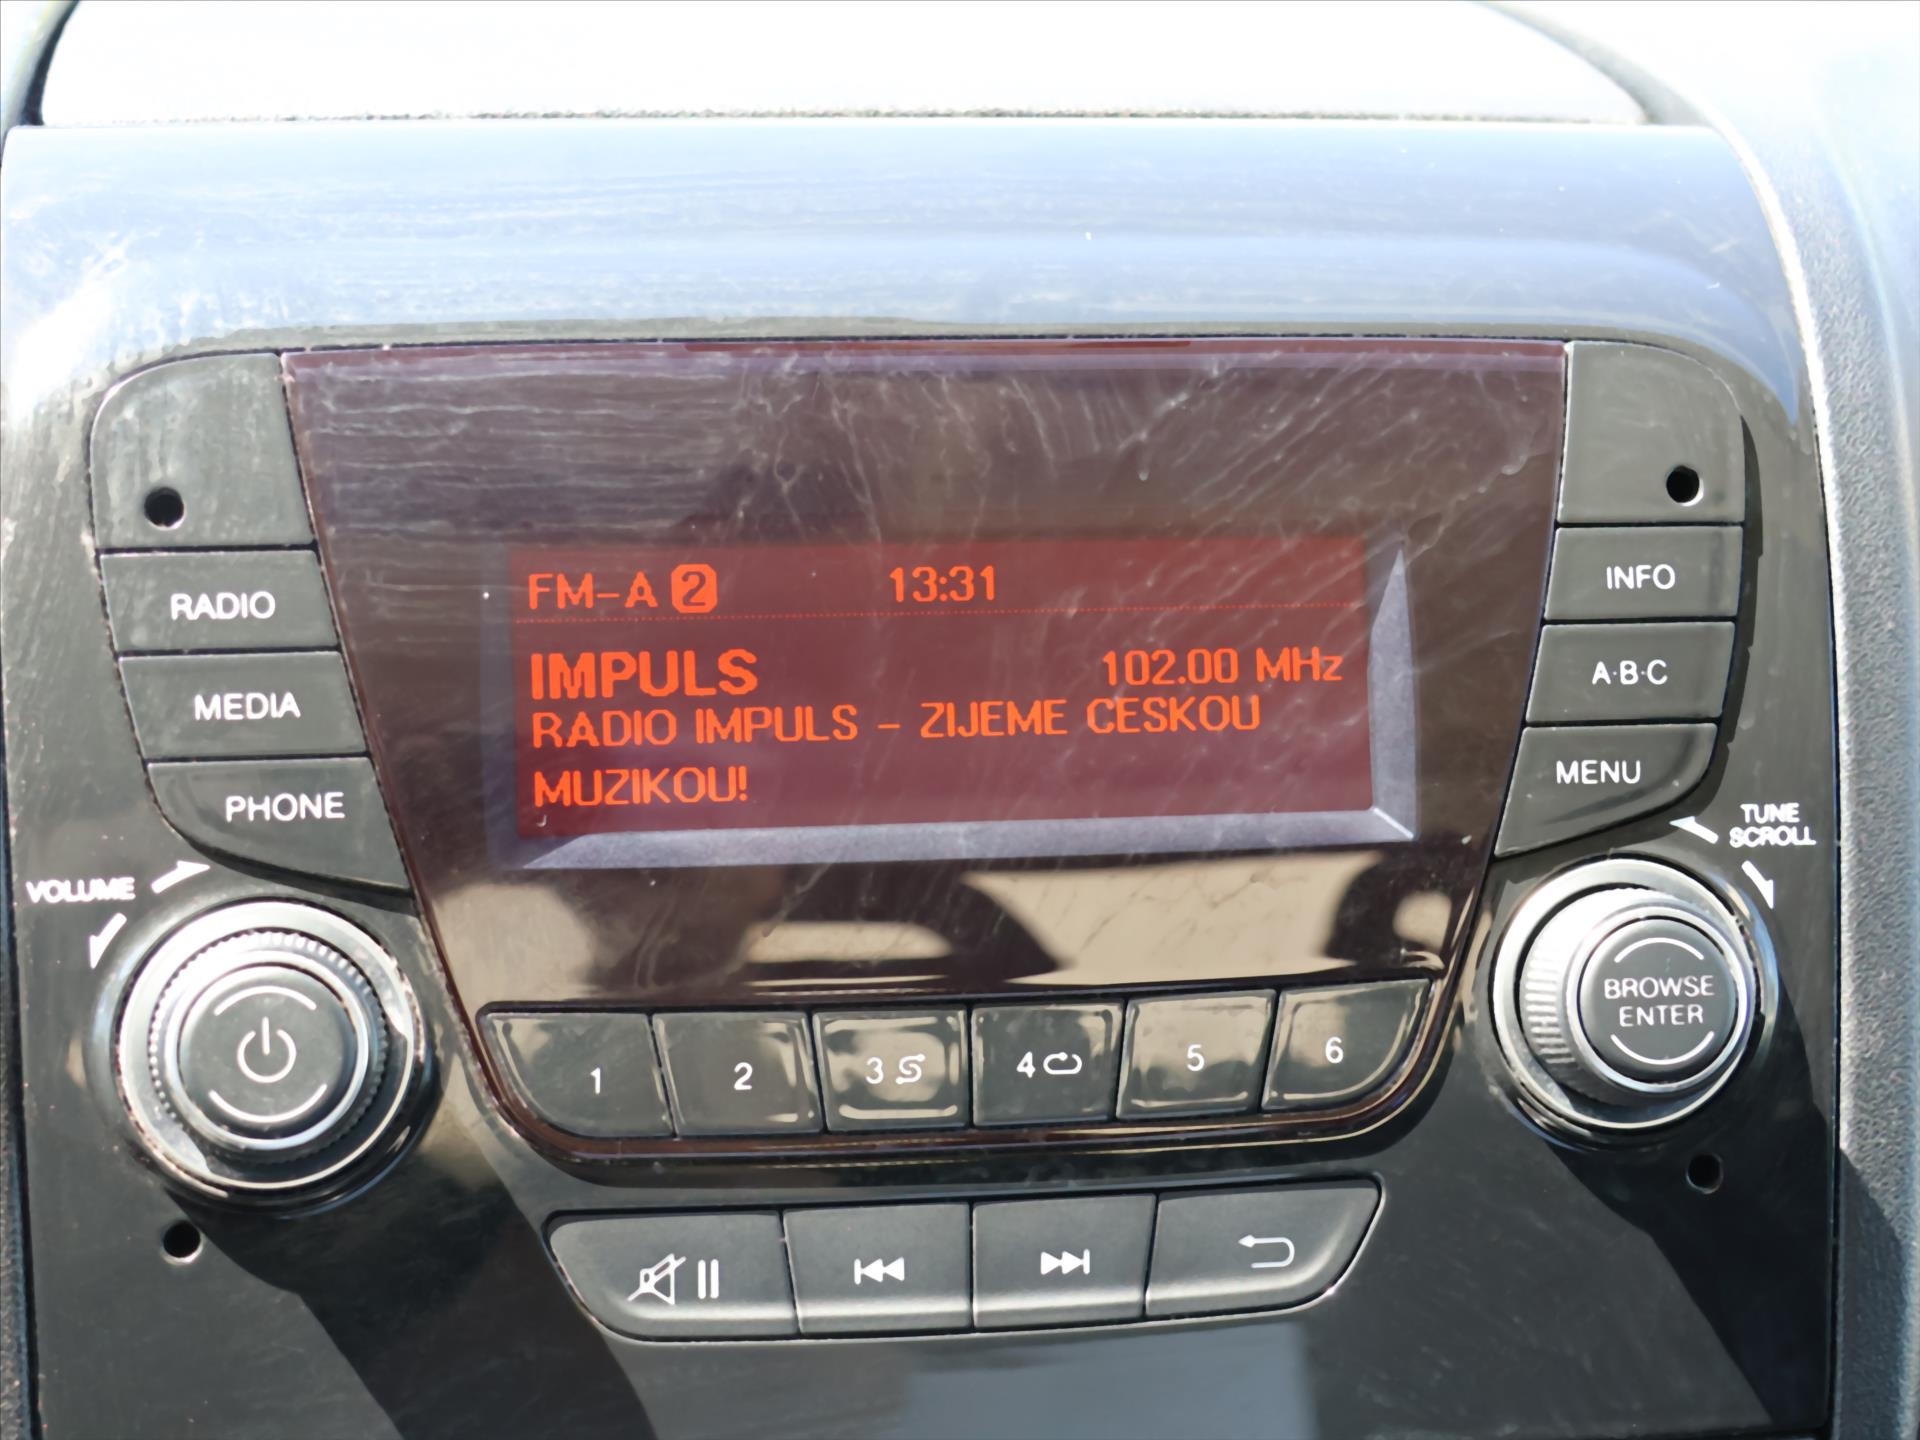 FM-A 2 13:31
IMPULS 102.00 MHz
RADIO IMPULS - ZIJEME CESKOU
MUZIKOU!
RADIO
MEDIA
PHONE
VOLUME
INFO
A·B·C
MENU
TUNE
SCROLL
BROWSE
ENTER
1 2 3 4 5 6